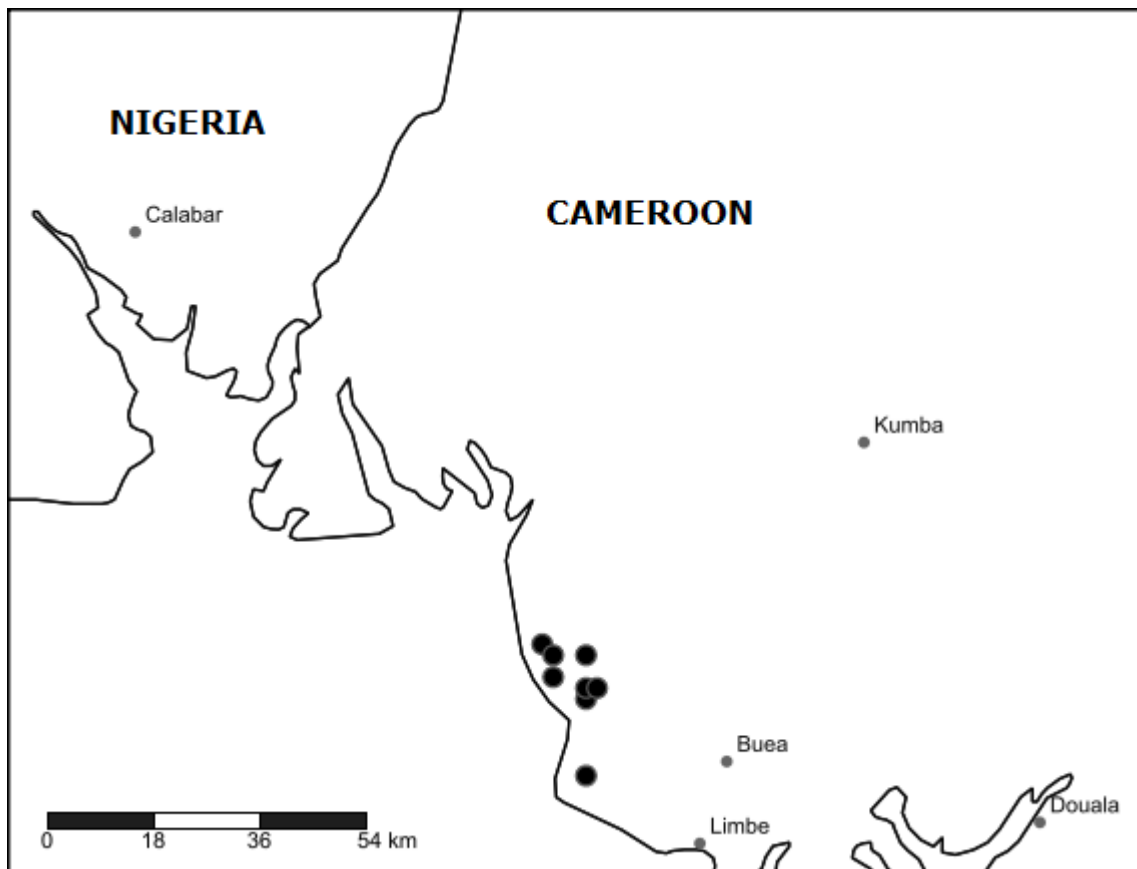 NIGERIA
Calabar
CAMEROON
Kumba
Buea
Douala
Limbe
0 18 36 54 km